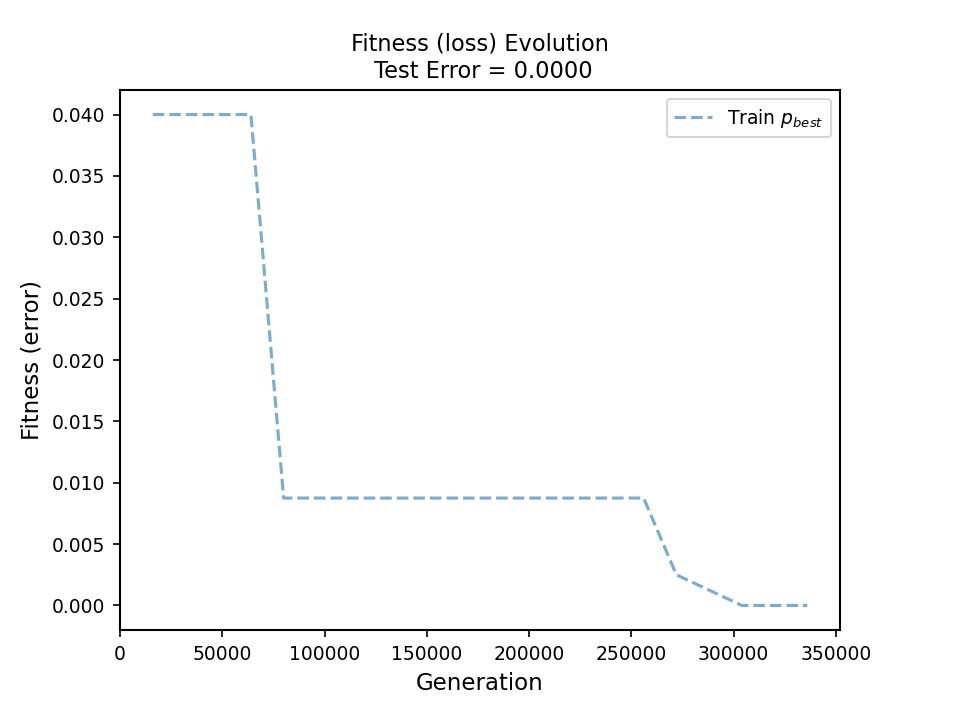 Fitness (loss) Evolution
Test Error = 0.0000
Train p_best
Fitness (error)
0.040
0.035
0.030
0.025
0.020
0.015
0.010
0.005
0.000
0 50000 100000 150000 200000 250000 300000 350000
Generation